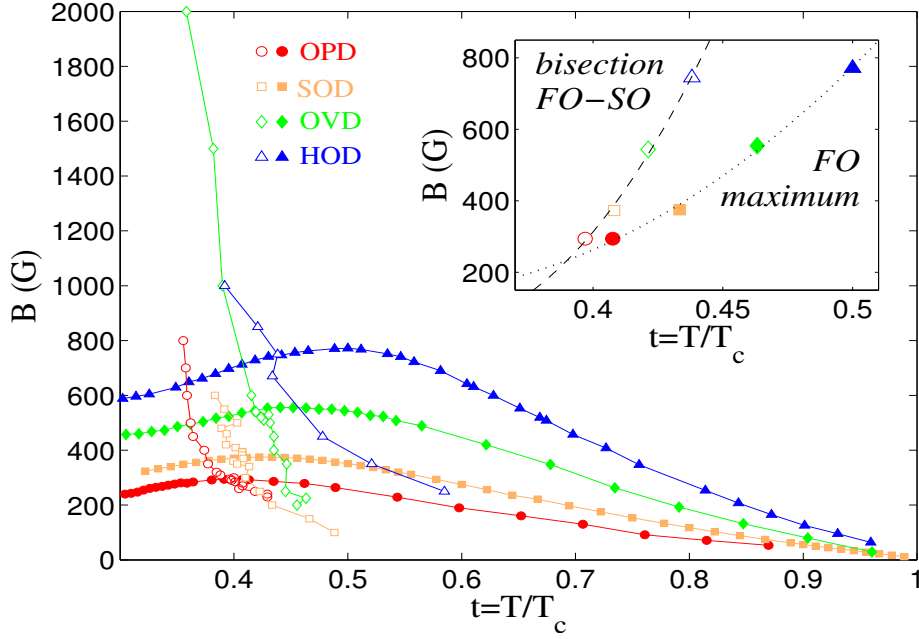 2000
1800
1600
1400
1200
1000
800
600
400
200
0
B (G)
0.4
0.5
0.6
0.7
0.8
0.9
1
t=T/T_c
OPD
SOD
OVD
HOD
800
600
400
200
B (G)
0.4
0.45
0.5
t=T/T_c
bisection
FO−SO
FO
maximum